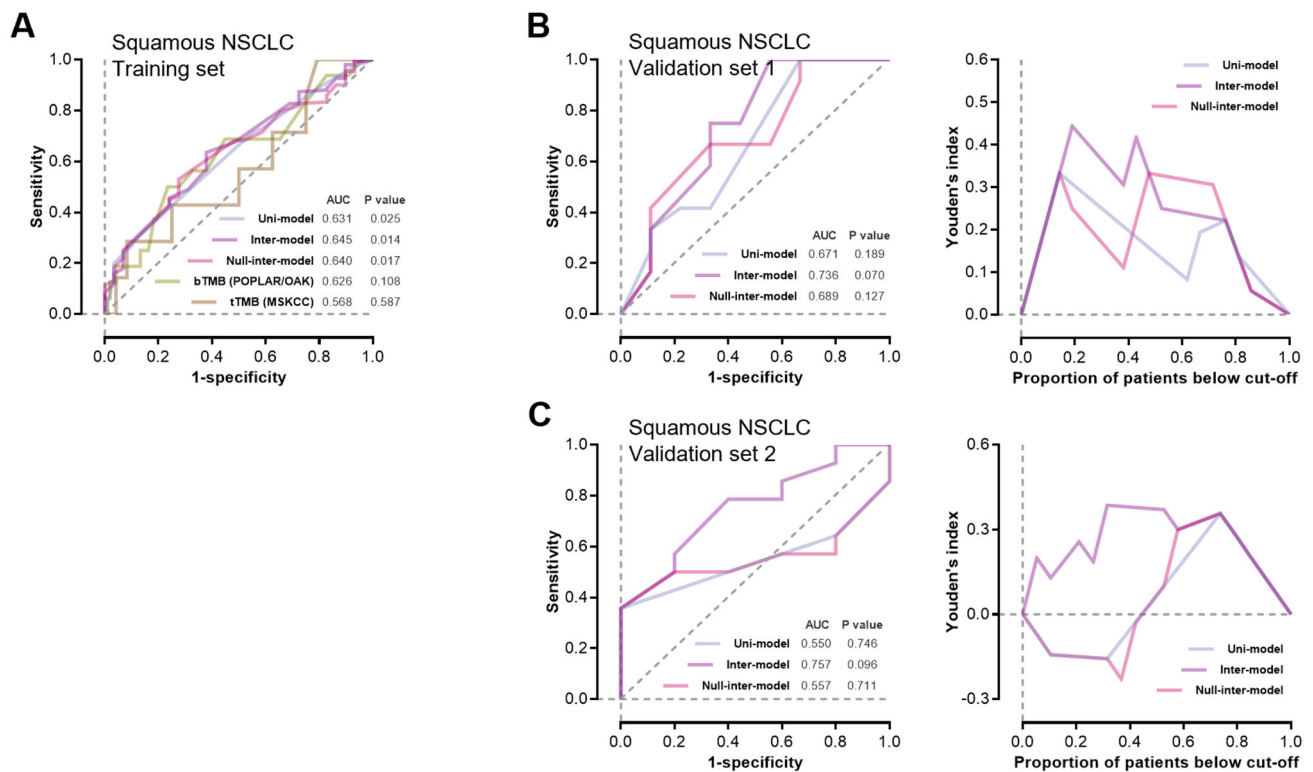 A
Squamous NSCLC
Training set
Sensitivity
1.0
0.8
0.6
0.4
0.2
0.0
AUC P value
Uni-model 0.631 0.025
Inter-model 0.645 0.014
Null-inter-model 0.640 0.017
bTMB (POPLAR/OAK) 0.626 0.108
tTMB (MSKCC) 0.568 0.587
0.0 0.2 0.4 0.6 0.8 1.0
1-specificity
B
Squamous NSCLC
Validation set 1
Sensitivity
1.0
0.8
0.6
0.4
0.2
0.0
AUC P value
Uni-model 0.671 0.189
Inter-model 0.736 0.070
Null-inter-model 0.689 0.127
0.0 0.2 0.4 0.6 0.8 1.0
1-specificity
Youden's index
0.6
0.5
0.4
0.3
0.2
0.1
0.0
Uni-model
Inter-model
Null-inter-model
0.0 0.2 0.4 0.6 0.8 1.0
Proportion of patients below cut-off
C
Squamous NSCLC
Validation set 2
Sensitivity
1.0
0.8
0.6
0.4
0.2
0.0
AUC P value
Uni-model 0.550 0.746
Inter-model 0.757 0.096
Null-inter-model 0.557 0.711
0.0 0.2 0.4 0.6 0.8 1.0
1-specificity
Youden's index
0.6
0.3
0.0
-0.3
Uni-model
Inter-model
Null-inter-model
0.0 0.2 0.4 0.6 0.8 1.0
Proportion of patients below cut-off